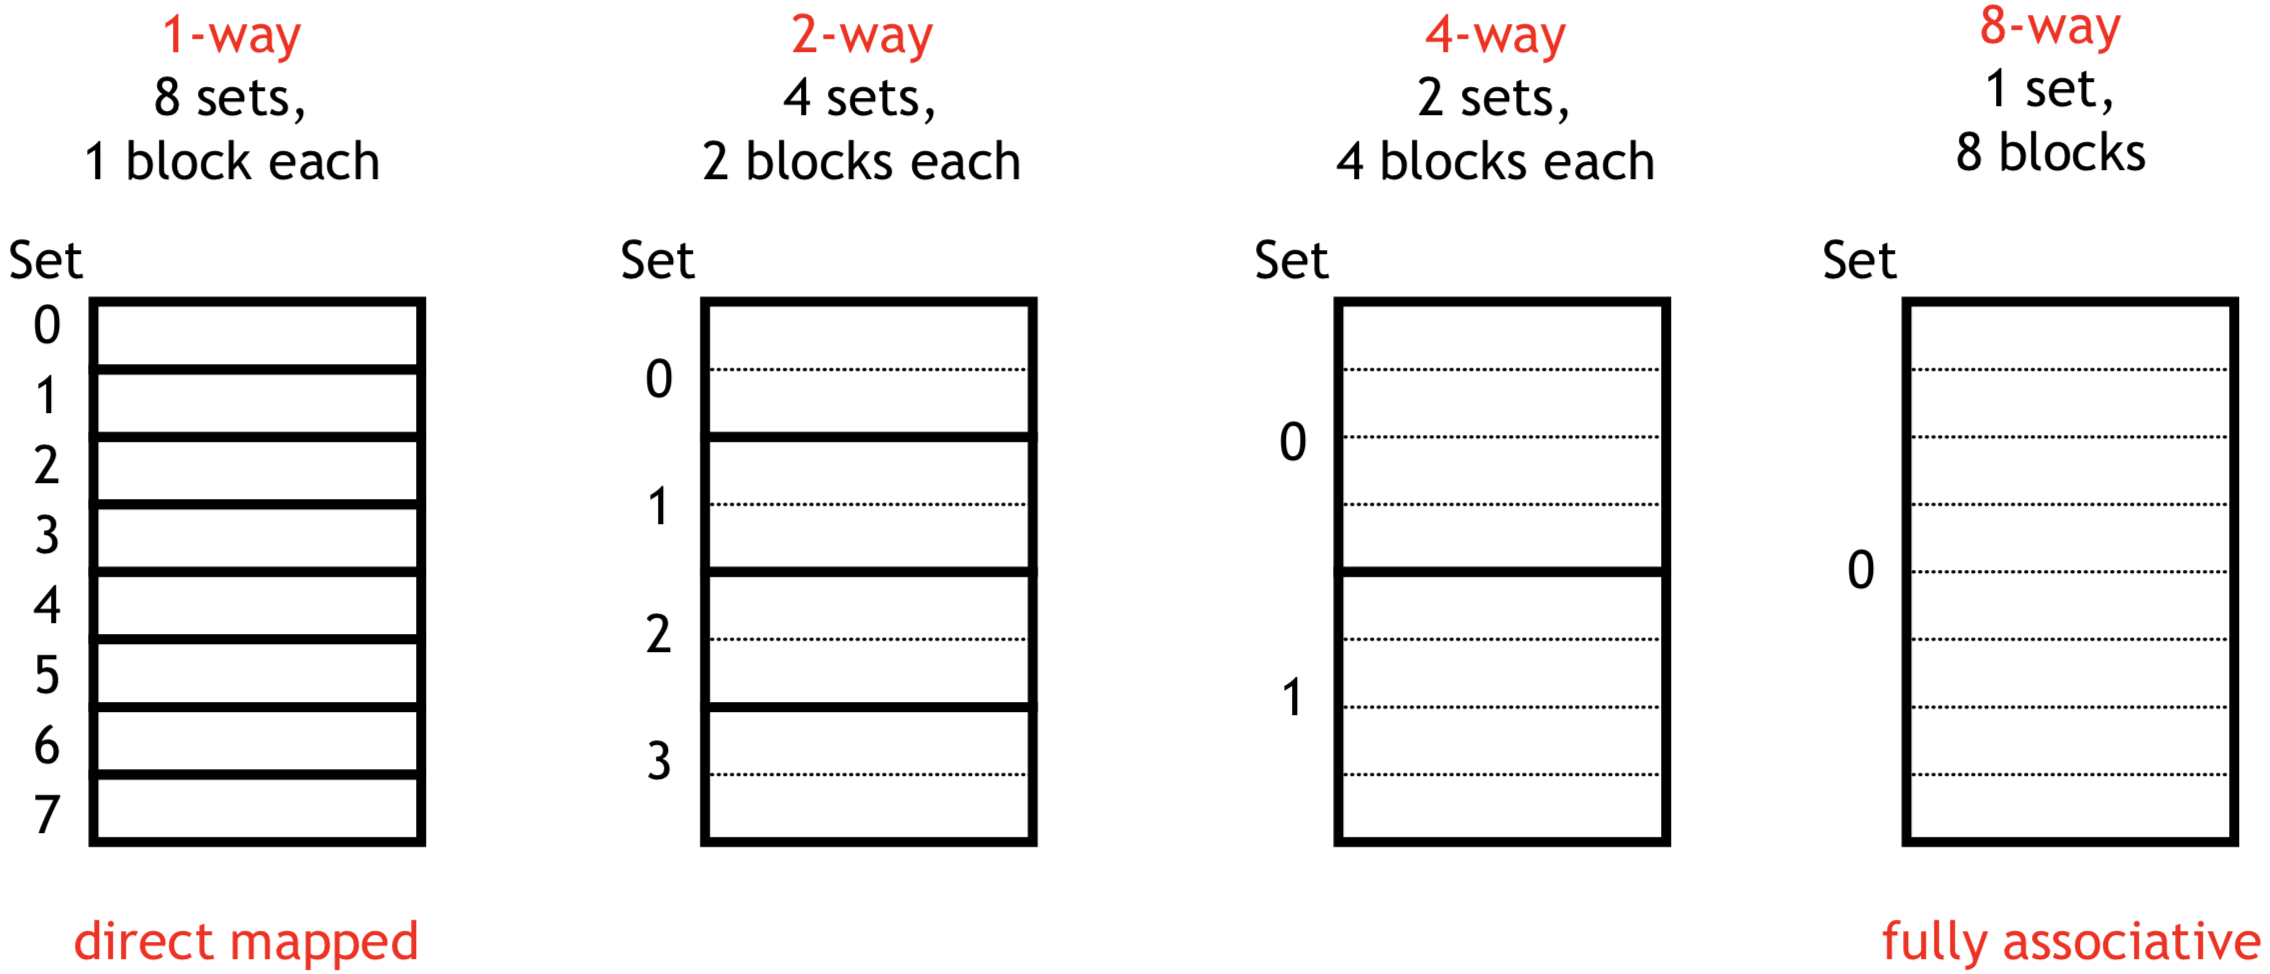 1-way
8 sets,
1 block each
Set
0
1
2
3
4
5
6
7
direct mapped
2-way
4 sets,
2 blocks each
Set
0
1
2
3
4-way
2 sets,
4 blocks each
Set
0
1
8-way
1 set,
8 blocks
Set
0
fully associative